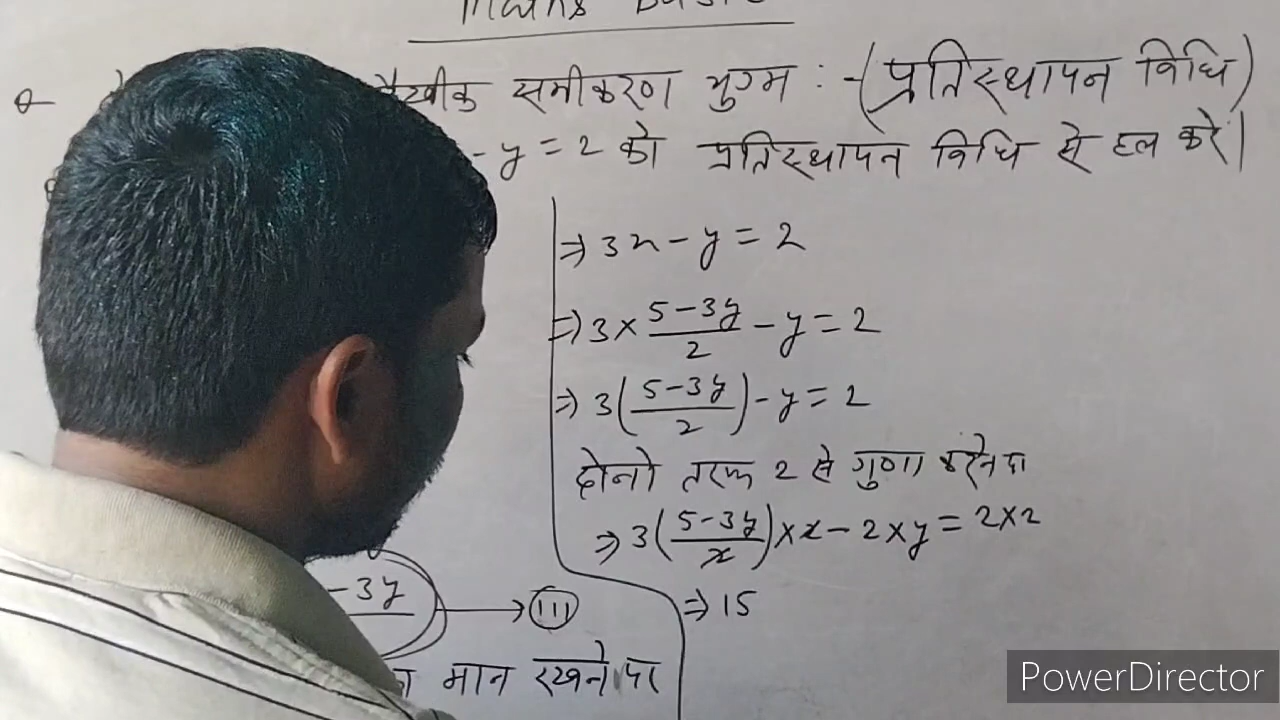 रैखीक समीकरण युग्म :- (प्रतिस्थापन विधि)
- y = 2 को प्रतिस्थापन विधि से हल करे।
⇒ 3x - y = 2
⇒ 3 × (5-3y)/2 - y = 2
⇒ 3((5-3y)/2) - y = 2
दोनो तरफ 2 से गुणा करने पर
⇒ 3((5-3y)/2) × 2 - 2 × y = 2 × 2
⇒ 15
-3y → (III)
मान रखने पर
PowerDirector